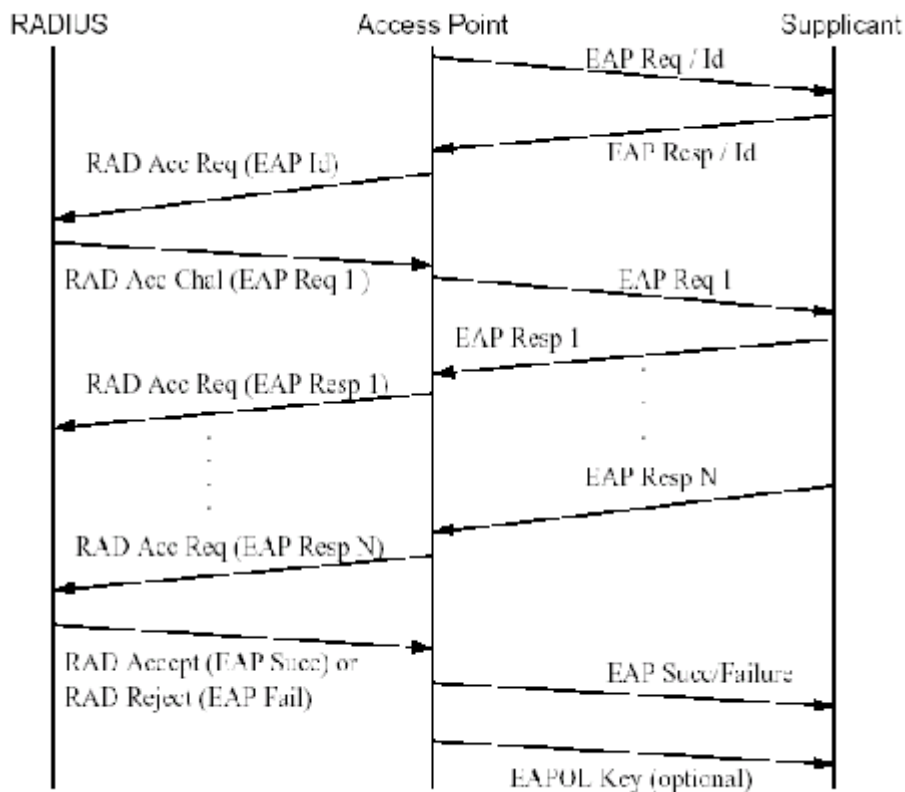 RADIUS
Access Point
Supplicant
EAP Req / Id
EAP Resp / Id
RAD Acc Req (EAP Id)
RAD Acc Chal (EAP Req 1 )
EAP Req 1
EAP Resp 1
RAD Acc Req (EAP Resp 1)
EAP Resp N
RAD Acc Req (EAP Resp N)
RAD Accept (EAP Succ) or
RAD Reject (EAP Fail)
EAP Succ/Failure
EAPOL Key (optional)